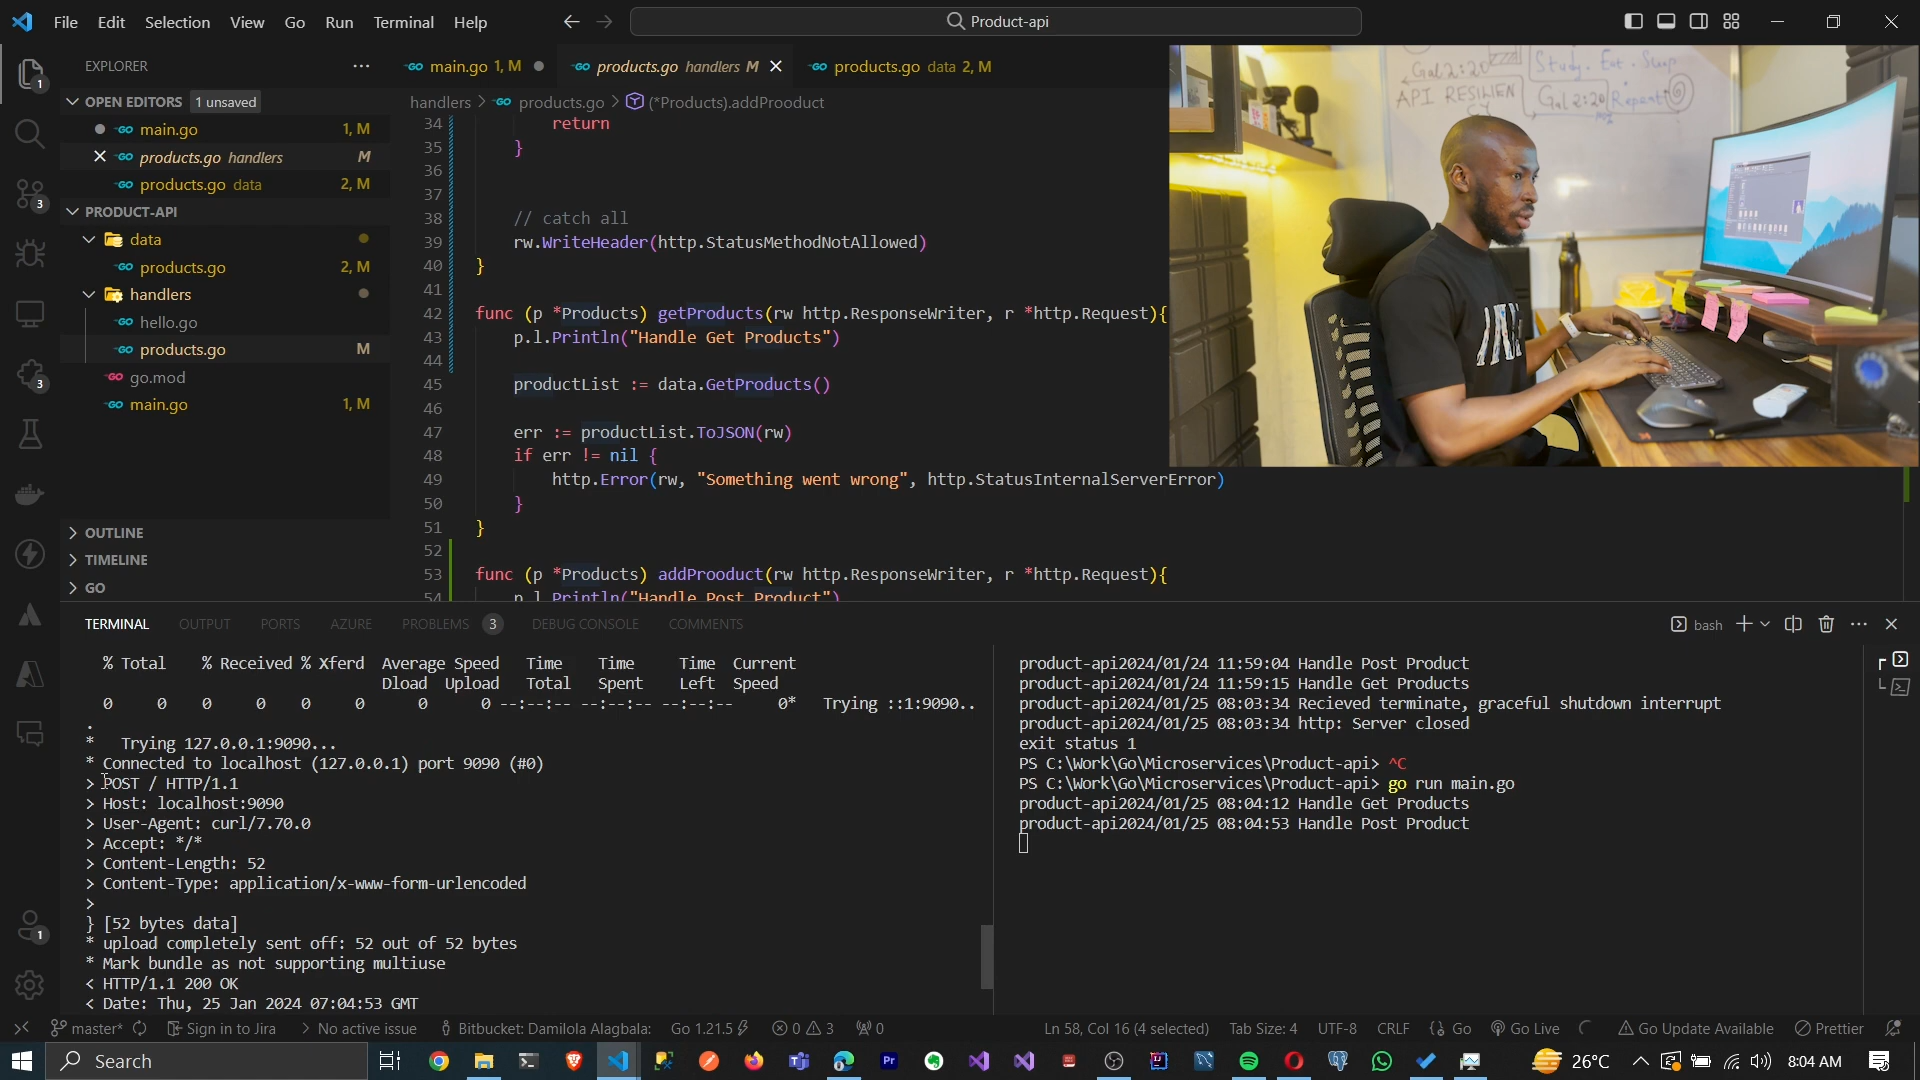 File Edit Selection View Go Run Terminal Help
Product-api
EXPLORER
OPEN EDITORS 1 unsaved
main.go 1, M
products.go handlers M
products.go data 2, M
PRODUCT-API
data
products.go 2, M
handlers
hello.go
products.go M
go.mod
main.go 1, M
OUTLINE
TIMELINE
GO
main.go 1, M
products.go handlers M
products.go data 2, M
handlers > products.go > (*Products).addProoduct
34 return
35 }
36
37
38 // catch all
39 rw.WriteHeader(http.StatusMethodNotAllowed)
40 }
41
42 func (p *Products) getProducts(rw http.ResponseWriter, r *http.Request){
43 p.l.Println("Handle Get Products")
44
45 productList := data.GetProducts()
46
47 err := productList.ToJSON(rw)
48 if err != nil {
49 http.Error(rw, "Something went wrong", http.StatusInternalServerError)
50 }
51 }
52
53 func (p *Products) addProoduct(rw http.ResponseWriter, r *http.Request){
54 p.l.Println("Handle Post Product")
Gal 2:20
Study. Eat. Sleep
API RESILIEN
CY
Gal 2:20
Repeat
TERMINAL OUTPUT PORTS AZURE PROBLEMS 3 DEBUG CONSOLE COMMENTS
bash
% Total % Received % Xferd Average Speed Time Time Time Current
Dload Upload Total Spent Left Speed
0 0 0 0 0 0 0 0 --:--:-- --:--:-- --:--:-- 0* Trying ::1:9090..
.
* Trying 127.0.0.1:9090...
* Connected to localhost (127.0.0.1) port 9090 (#0)
> POST / HTTP/1.1
> Host: localhost:9090
> User-Agent: curl/7.70.0
> Accept: */*
> Content-Length: 52
> Content-Type: application/x-www-form-urlencoded
>
} [52 bytes data]
* upload completely sent off: 52 out of 52 bytes
* Mark bundle as not supporting multiuse
< HTTP/1.1 200 OK
< Date: Thu, 25 Jan 2024 07:04:53 GMT
product-api2024/01/24 11:59:04 Handle Post Product
product-api2024/01/24 11:59:15 Handle Get Products
product-api2024/01/25 08:03:34 Recieved terminate, graceful shutdown interrupt
product-api2024/01/25 08:03:34 http: Server closed
exit status 1
PS C:\Work\Go\Microservices\Product-api> ^C
PS C:\Work\Go\Microservices\Product-api> go run main.go
product-api2024/01/25 08:04:12 Handle Get Products
product-api2024/01/25 08:04:53 Handle Post Product
master* Sign in to Jira > No active issue Bitbucket: Damilola Alagbala: Go 1.21.5 0 3 0 Ln 58, Col 16 (4 selected) Tab Size: 4 UTF-8 CRLF Go Go Live Go Update Available Prettier
Search
26°C 8:04 AM